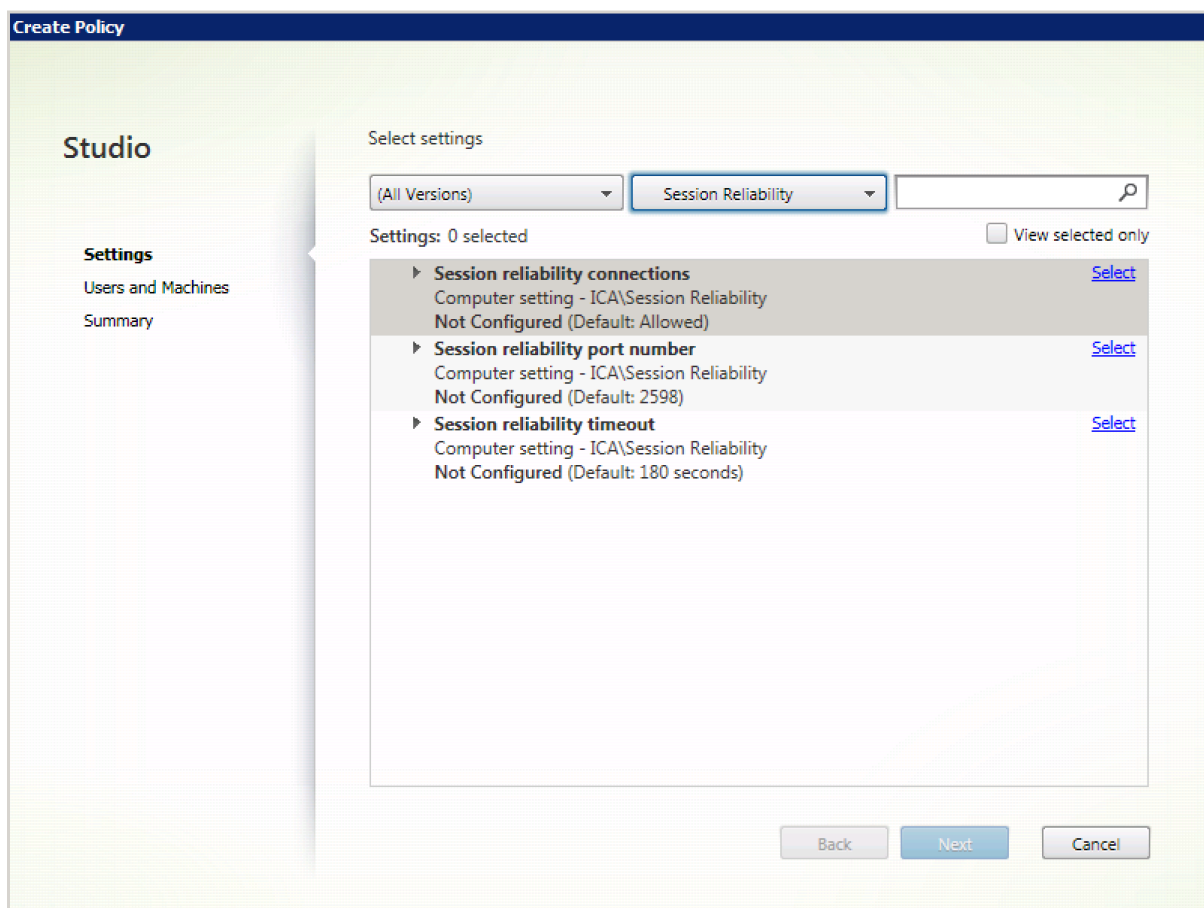 Create Policy
Studio
Select settings
(All Versions)
Session Reliability
Settings: 0 selected
View selected only
Settings
Users and Machines
Summary
Session reliability connections
Select
Computer setting - ICA\Session Reliability
Not Configured (Default: Allowed)
Session reliability port number
Select
Computer setting - ICA\Session Reliability
Not Configured (Default: 2598)
Session reliability timeout
Select
Computer setting - ICA\Session Reliability
Not Configured (Default: 180 seconds)
Back
Next
Cancel